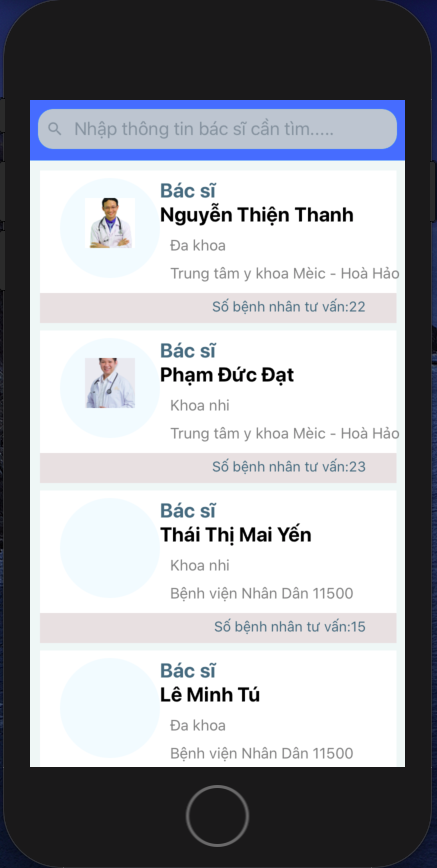 Nhập thông tin bác sĩ cần tìm.....
Bác sĩ
Nguyễn Thiện Thanh
Đa khoa
Trung tâm y khoa Mèic - Hoà Hảo
Số bệnh nhân tư vấn:22
Bác sĩ
Phạm Đức Đạt
Khoa nhi
Trung tâm y khoa Mèic - Hoà Hảo
Số bệnh nhân tư vấn:23
Bác sĩ
Thái Thị Mai Yến
Khoa nhi
Bệnh viện Nhân Dân 11500
Số bệnh nhân tư vấn:15
Bác sĩ
Lê Minh Tú
Đa khoa
Bệnh viện Nhân Dân 11500